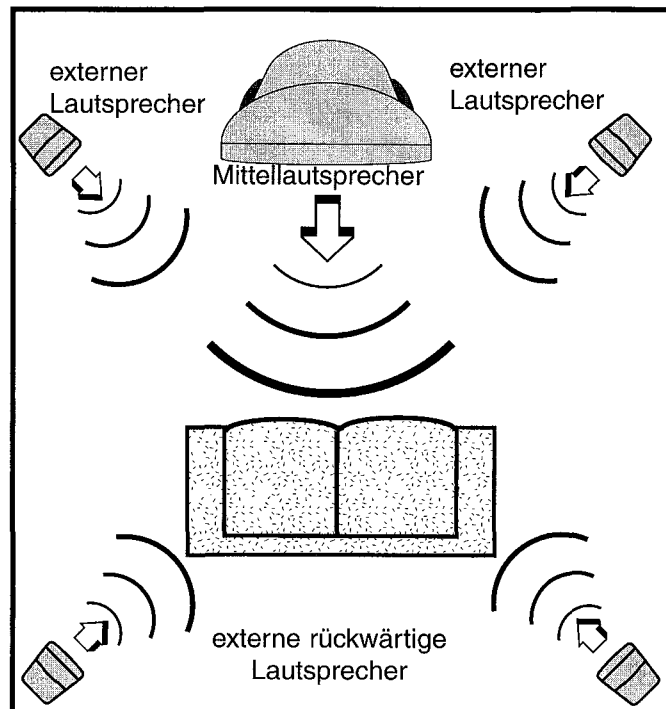 externer
Lautsprecher
externer
Lautsprecher
Mittellautsprecher
externe rückwärtige
Lautsprecher